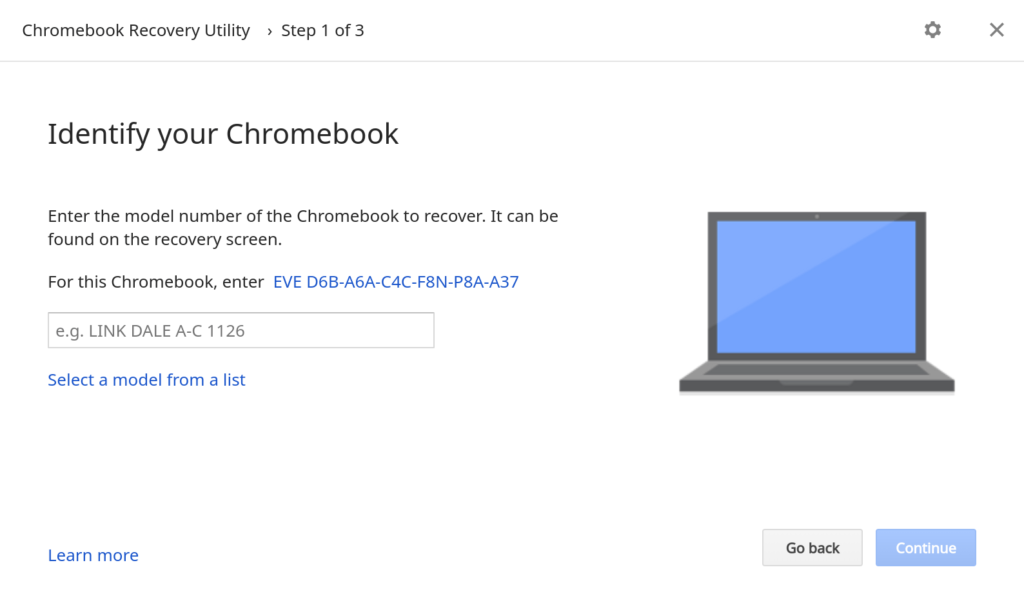 Chromebook Recovery Utility › Step 1 of 3
Identify your Chromebook
Enter the model number of the Chromebook to recover. It can be
found on the recovery screen.
For this Chromebook, enter EVE D6B-A6A-C4C-F8N-P8A-A37
e.g. LINK DALE A-C 1126
Select a model from a list
Learn more
Go back
Continue